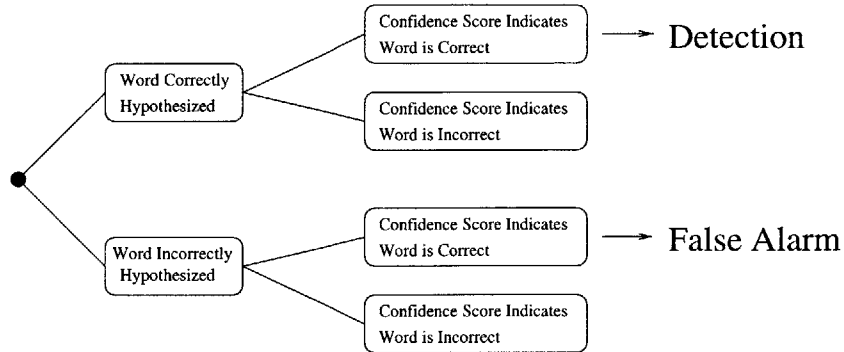 Confidence Score Indicates
Word is Correct
Detection
Word Correctly
Hypothesized
Confidence Score Indicates
Word is Incorrect
Confidence Score Indicates
Word is Correct
False Alarm
Word Incorrectly
Hypothesized
Confidence Score Indicates
Word is Incorrect